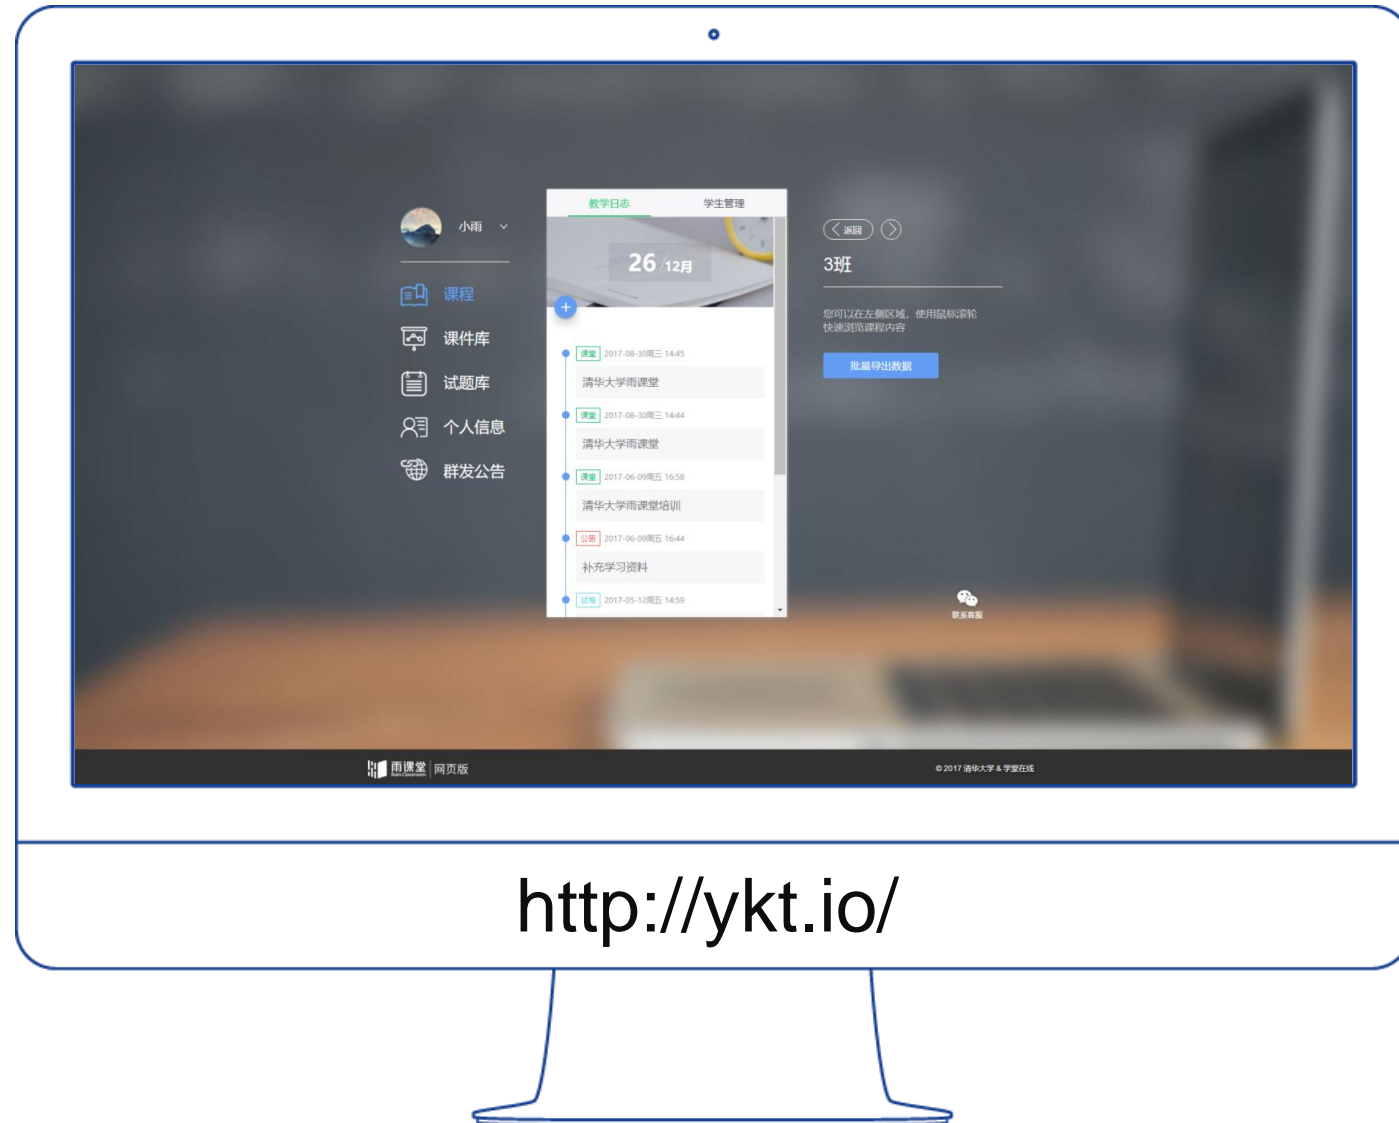 小雨
课程
课件库
试题库
个人信息
群发公告
教学日志 学生管理
26/12月
+
课堂 2017-08-30周三 14:45
清华大学雨课堂
课堂 2017-08-30周三 14:44
清华大学雨课堂
课堂 2017-06-09周五 16:58
清华大学雨课堂培训
公告 2017-06-09周五 16:44
补充学习资料
试卷 2017-05-12周五 14:59
返回
3班
您可以在左侧区域，使用鼠标滚轮
快速浏览课程内容
批量导出数据
联系客服
雨课堂 网页版
Rain Classroom
© 2017 清华大学 & 学堂在线
http://ykt.io/